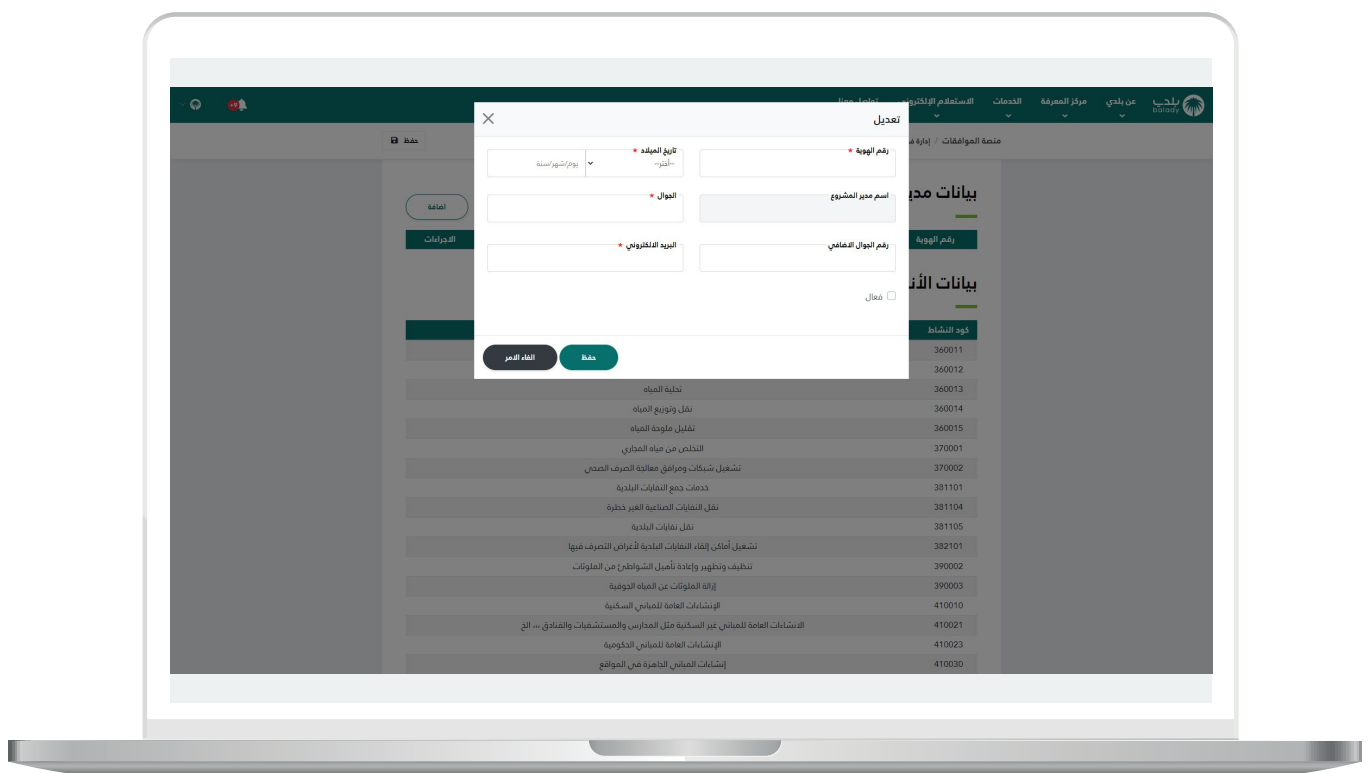 بلدي
balady
عن بلدي
مركز المعرفة
الخدمات
الاستعلام الإلكتروني
تواصل معنا
+9
منصة الموافقات / إدارة
حفظ
تعديل
رقم الهوية *
تاريخ الميلاد *
--أختر--
يوم/شهر/سنة
اسم مدير المشروع
الجوال *
رقم الجوال الاضافي
البريد الالكتروني *
فعال
حفظ
الغاء الامر
بيانات
اضافة
رقم الهوية
الاجراءات
بيانات
كود النشاط
360011
360012
360013 تحلية المياه
360014 نقل وتوزيع المياه
360015 تقليل ملوحة المياه
370001 التخلص من مياه المجاري
370002 تشغيل شبكات ومرافق معالجة الصرف الصحي
381101 خدمات جمع النفايات البلدية
381104 نقل النفايات الصناعية الغير خطرة
381105 نقل نفايات البلدية
382101 تشغيل أماكن إلقاء النفايات البلدية لأغراض التصرف فيها
390002 تنظيف وتطهير وإعادة تأهيل الشواطئ من الملوثات
390003 إزالة الملوثات عن المياه الجوفية
410010 الإنشاءات العامة للمباني السكنية
410021 الانشاءات العامة للمباني غير السكنية مثل المدارس والمستشفيات والفنادق ... الخ
410023 الإنشاءات العامة للمباني الحكومية
410030 إنشاءات المباني الجاهزة في المواقع